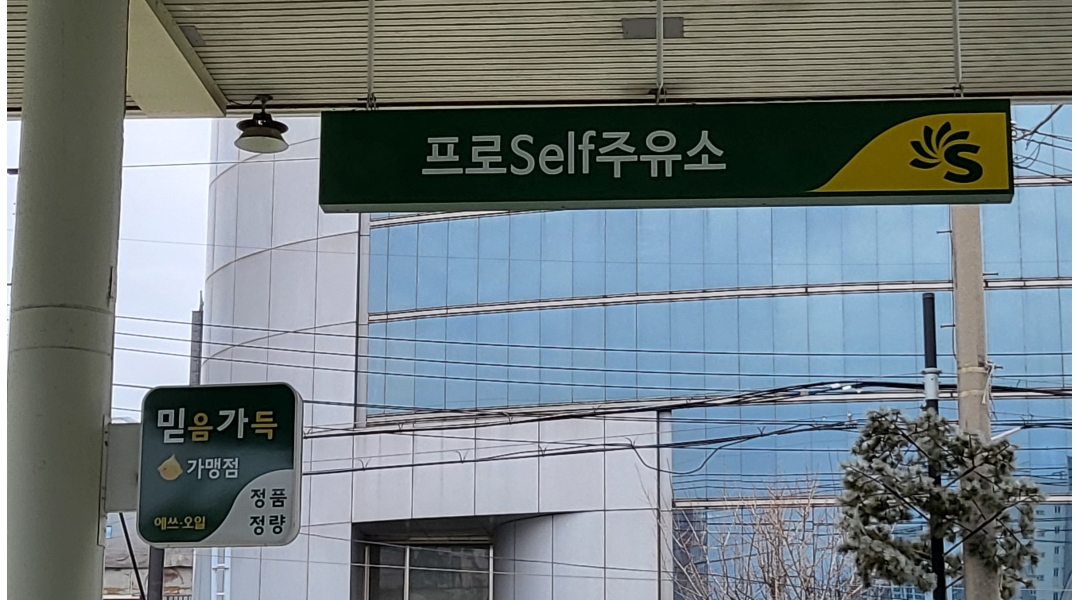 프로Self주유소
S
믿음가득
가맹점
정품
정량
에쓰-오일